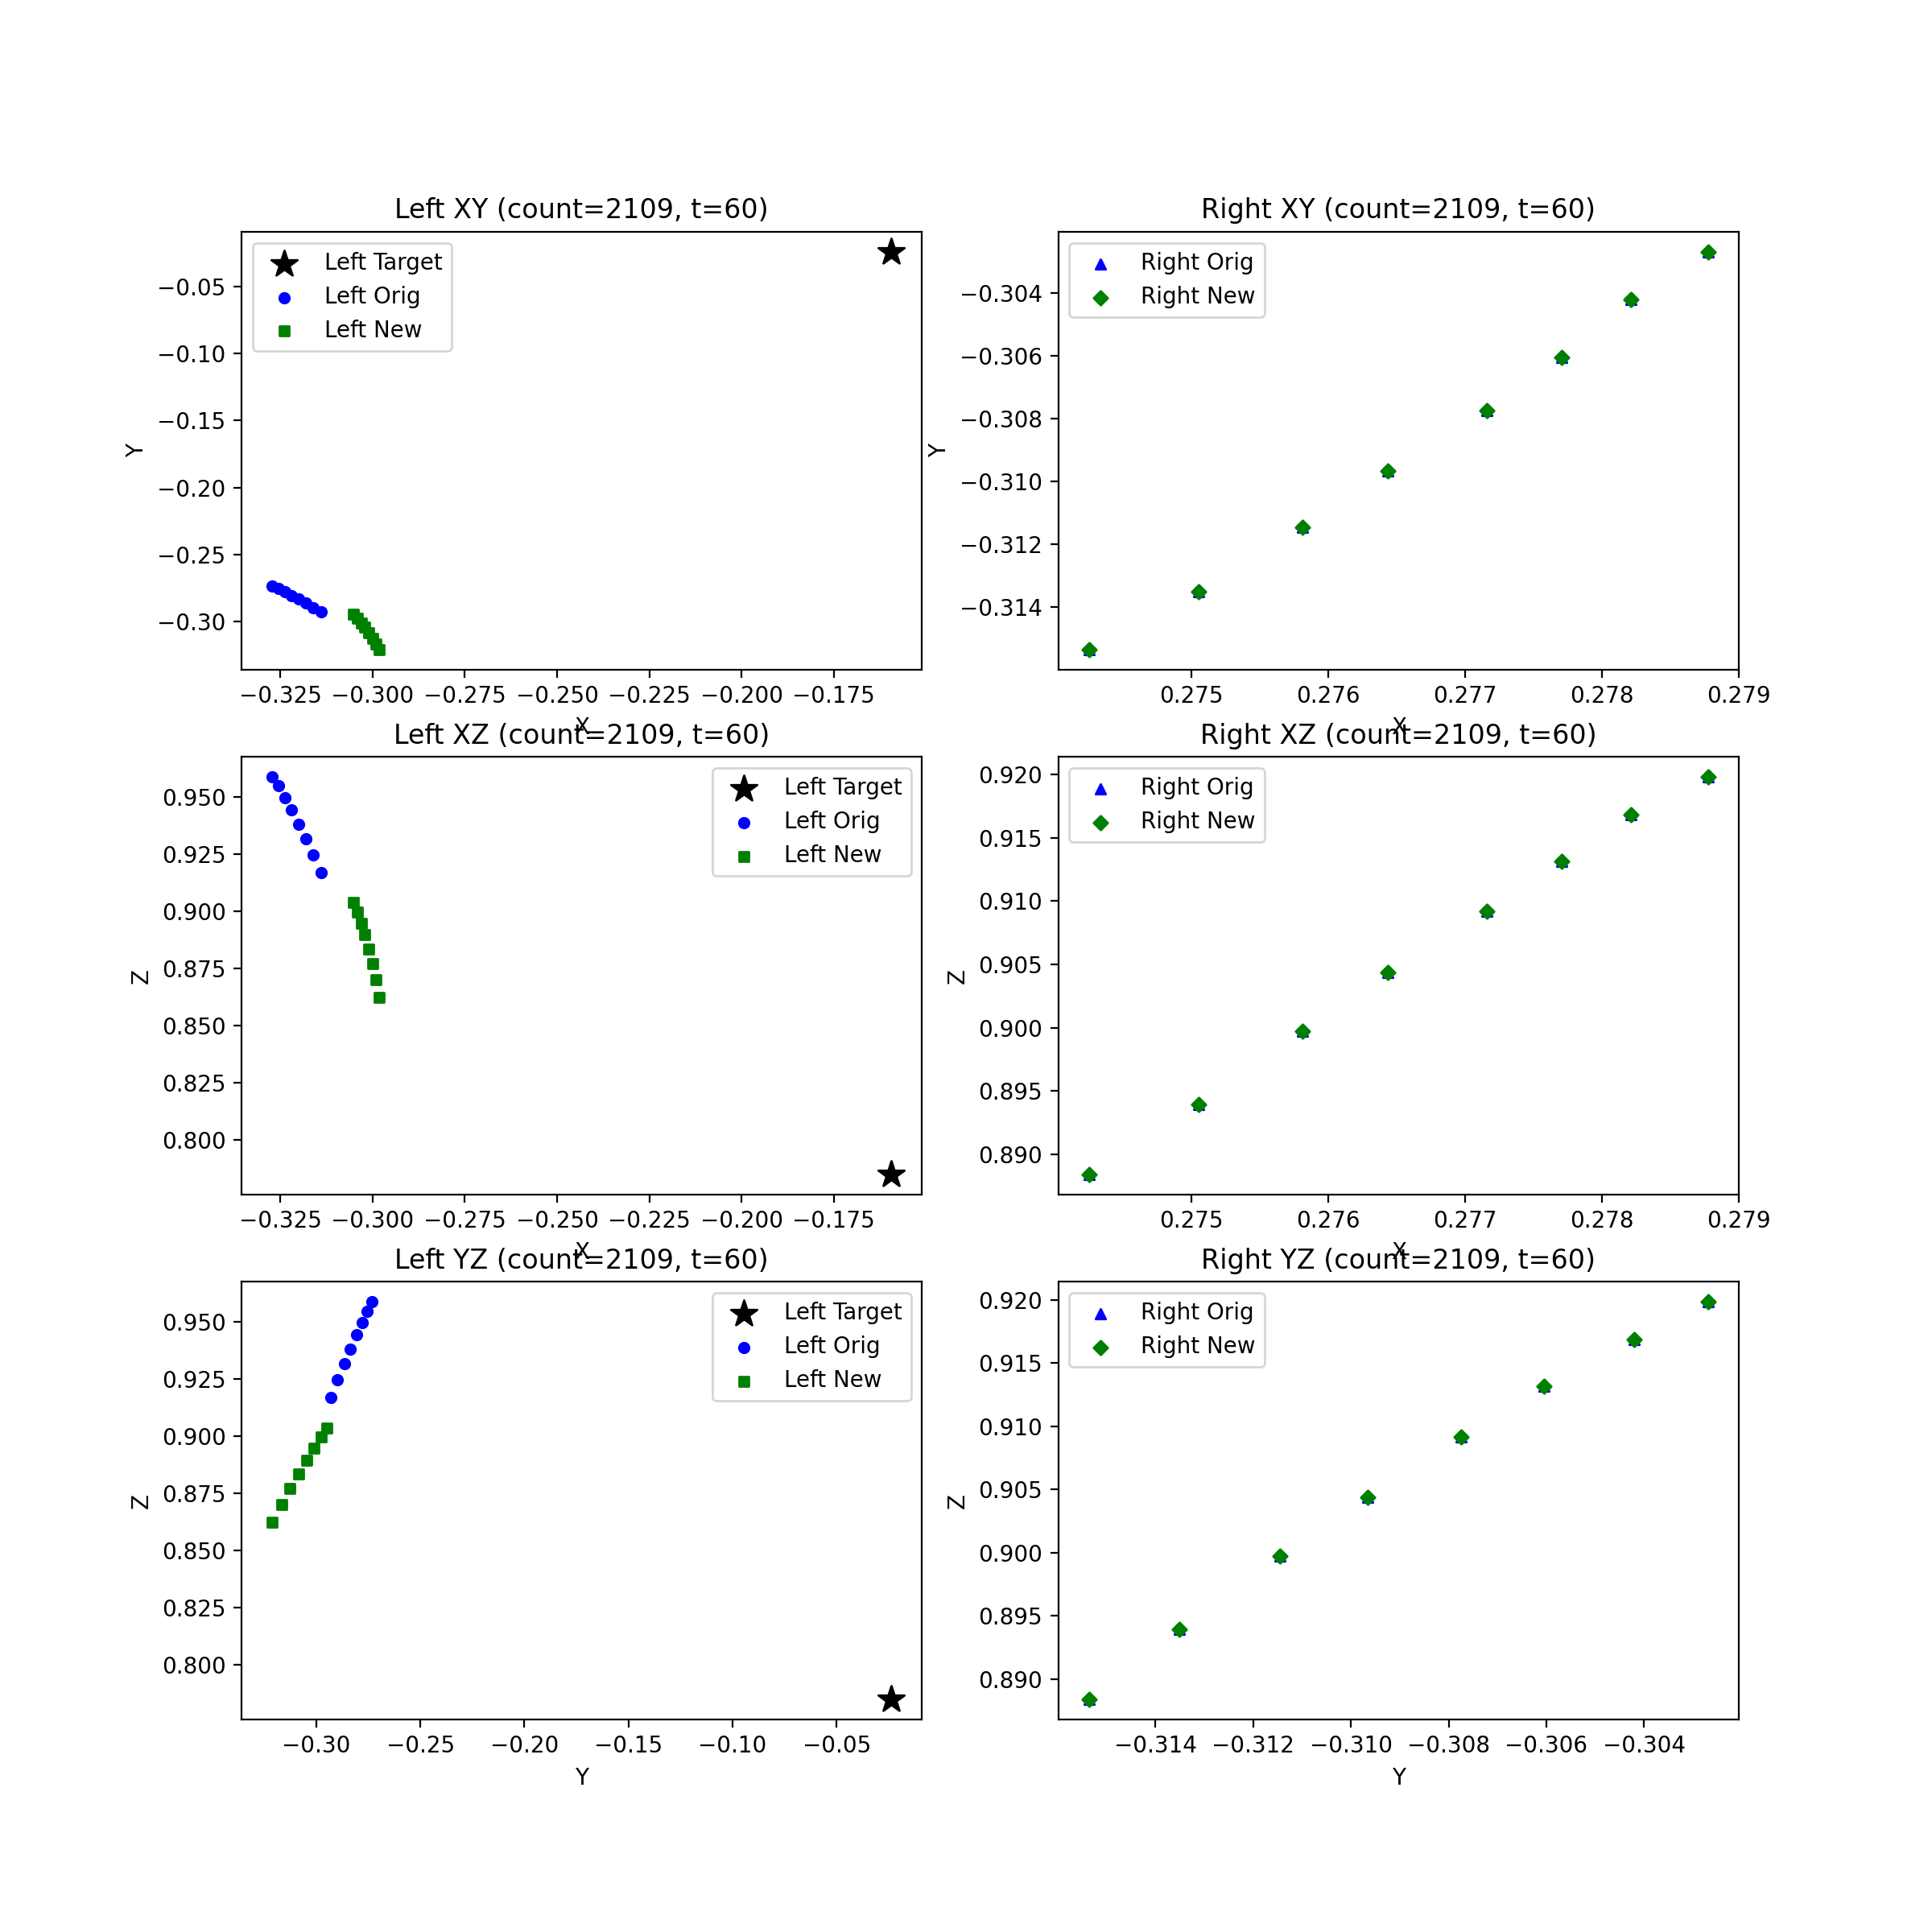 Left XY (count=2109, t=60)
Left Target
Left Orig
Left New
Y
−0.05
−0.10
−0.15
−0.20
−0.25
−0.30
−0.325
−0.300
−0.275
−0.250
−0.225
−0.200
−0.175
X
Right XY (count=2109, t=60)
Right Orig
Right New
Y
−0.304
−0.306
−0.308
−0.310
−0.312
−0.314
0.275
0.276
0.277
0.278
0.279
X
Left XZ (count=2109, t=60)
Left Target
Left Orig
Left New
Z
0.950
0.925
0.900
0.875
0.850
0.825
0.800
−0.325
−0.300
−0.275
−0.250
−0.225
−0.200
−0.175
X
Right XZ (count=2109, t=60)
Right Orig
Right New
Z
0.920
0.915
0.910
0.905
0.900
0.895
0.890
0.275
0.276
0.277
0.278
0.279
X
Left YZ (count=2109, t=60)
Left Target
Left Orig
Left New
Z
0.950
0.925
0.900
0.875
0.850
0.825
0.800
−0.30
−0.25
−0.20
−0.15
−0.10
−0.05
Y
Right YZ (count=2109, t=60)
Right Orig
Right New
Z
0.920
0.915
0.910
0.905
0.900
0.895
0.890
−0.314
−0.312
−0.310
−0.308
−0.306
−0.304
Y